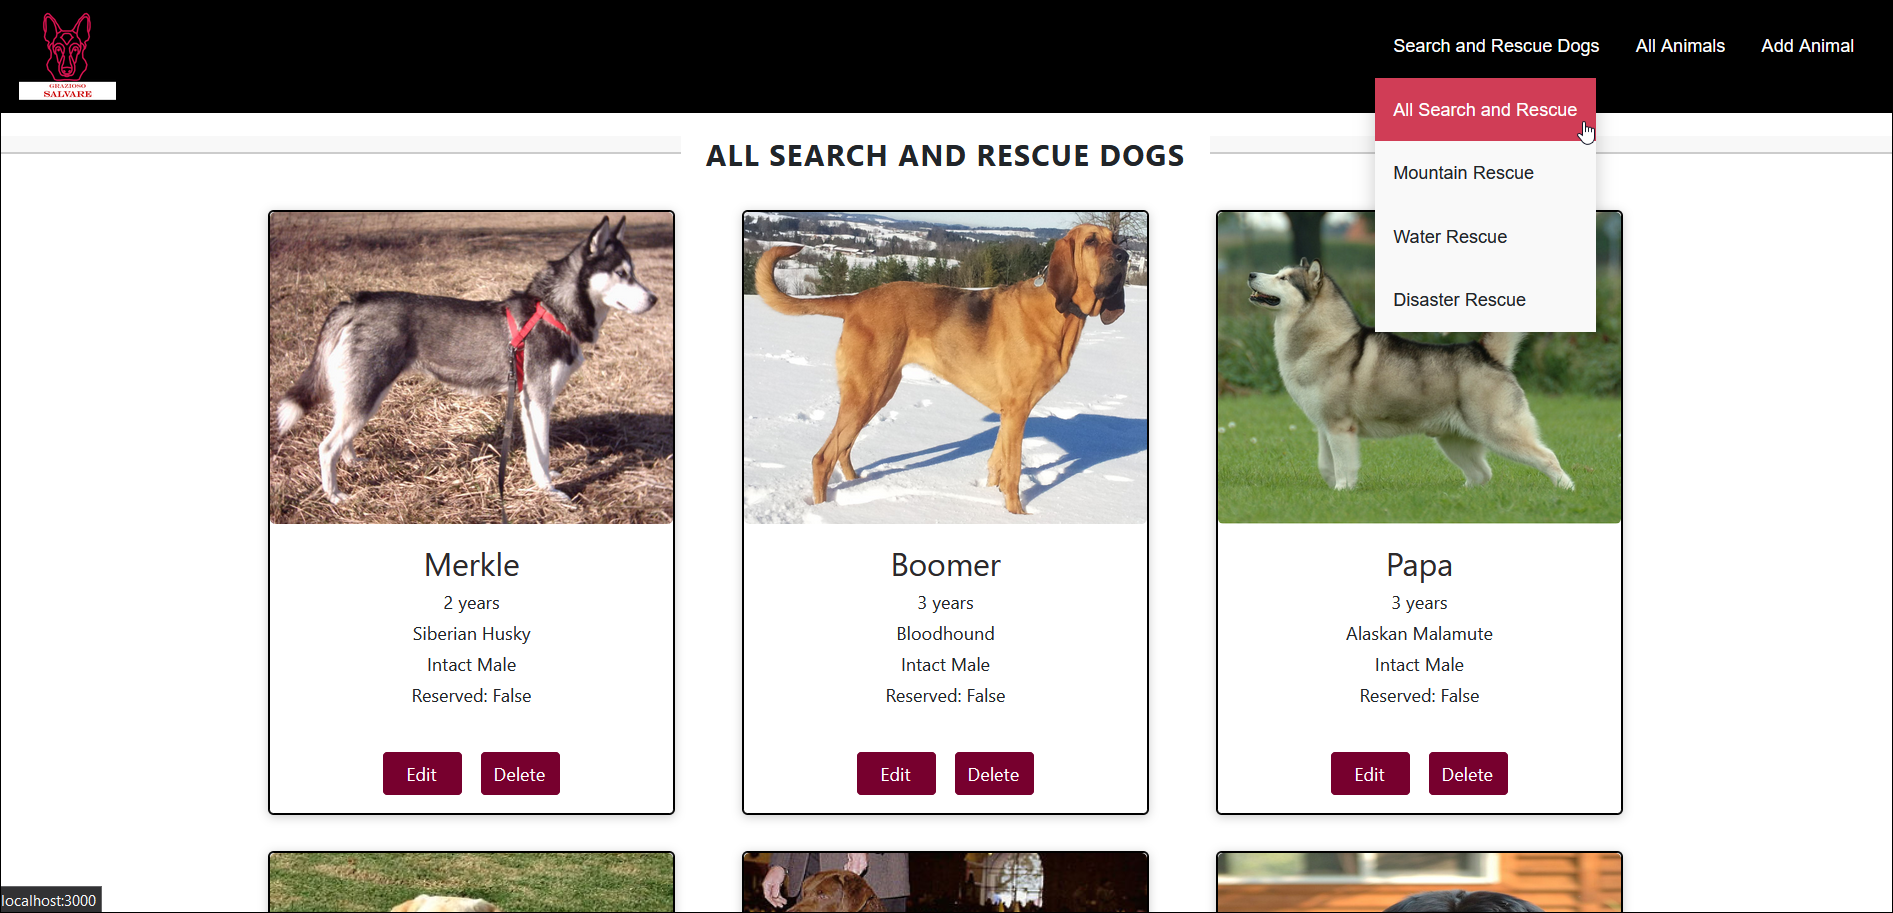 GRAZIOSO
SALVARE
Search and Rescue Dogs
All Animals
Add Animal
All Search and Rescue
Mountain Rescue
Water Rescue
Disaster Rescue
ALL SEARCH AND RESCUE DOGS
Merkle
2 years
Siberian Husky
Intact Male
Reserved: False
Edit
Delete
Boomer
3 years
Bloodhound
Intact Male
Reserved: False
Edit
Delete
Papa
3 years
Alaskan Malamute
Intact Male
Reserved: False
Edit
Delete
localhost:3000